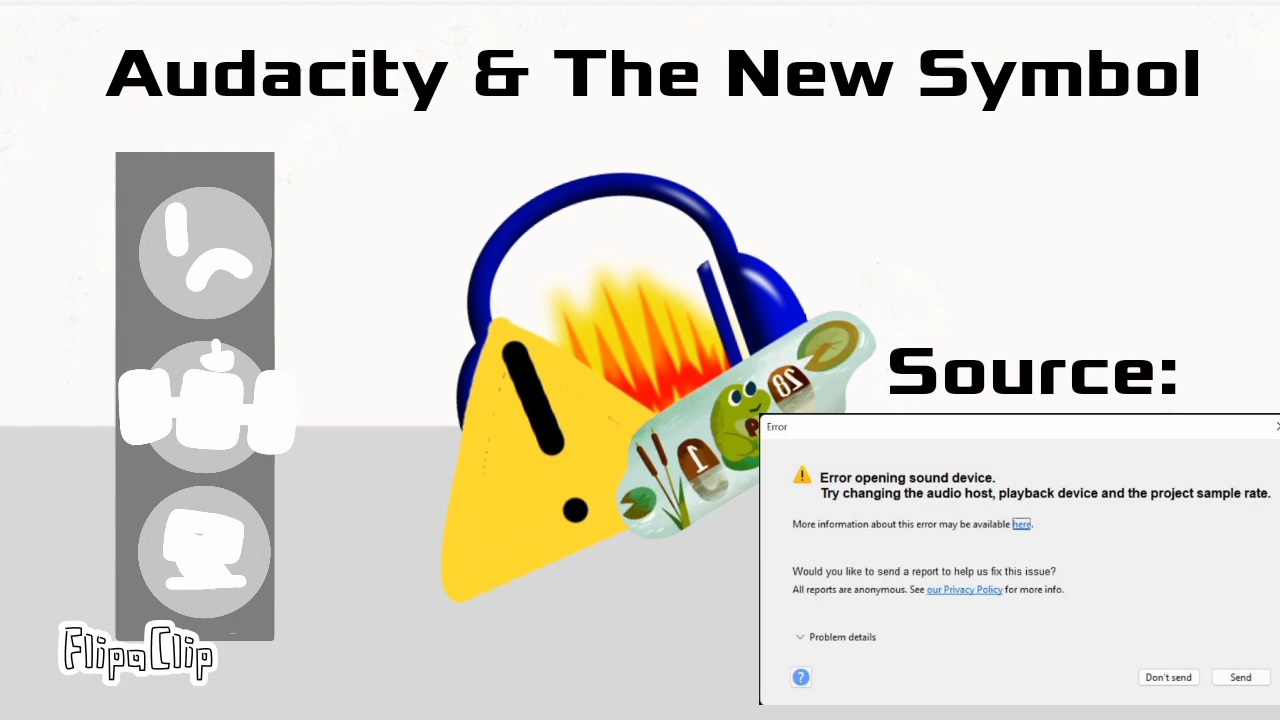 Audacity & The New Symbol
28
1
Source:
Error
Error opening sound device.
Try changing the audio host, playback device and the project sample rate.
More information about this error may be available here.
Would you like to send a report to help us fix this issue?
All reports are anonymous. See our Privacy Policy for more info.
Problem details
?
Don't send
Send
FlipaClip